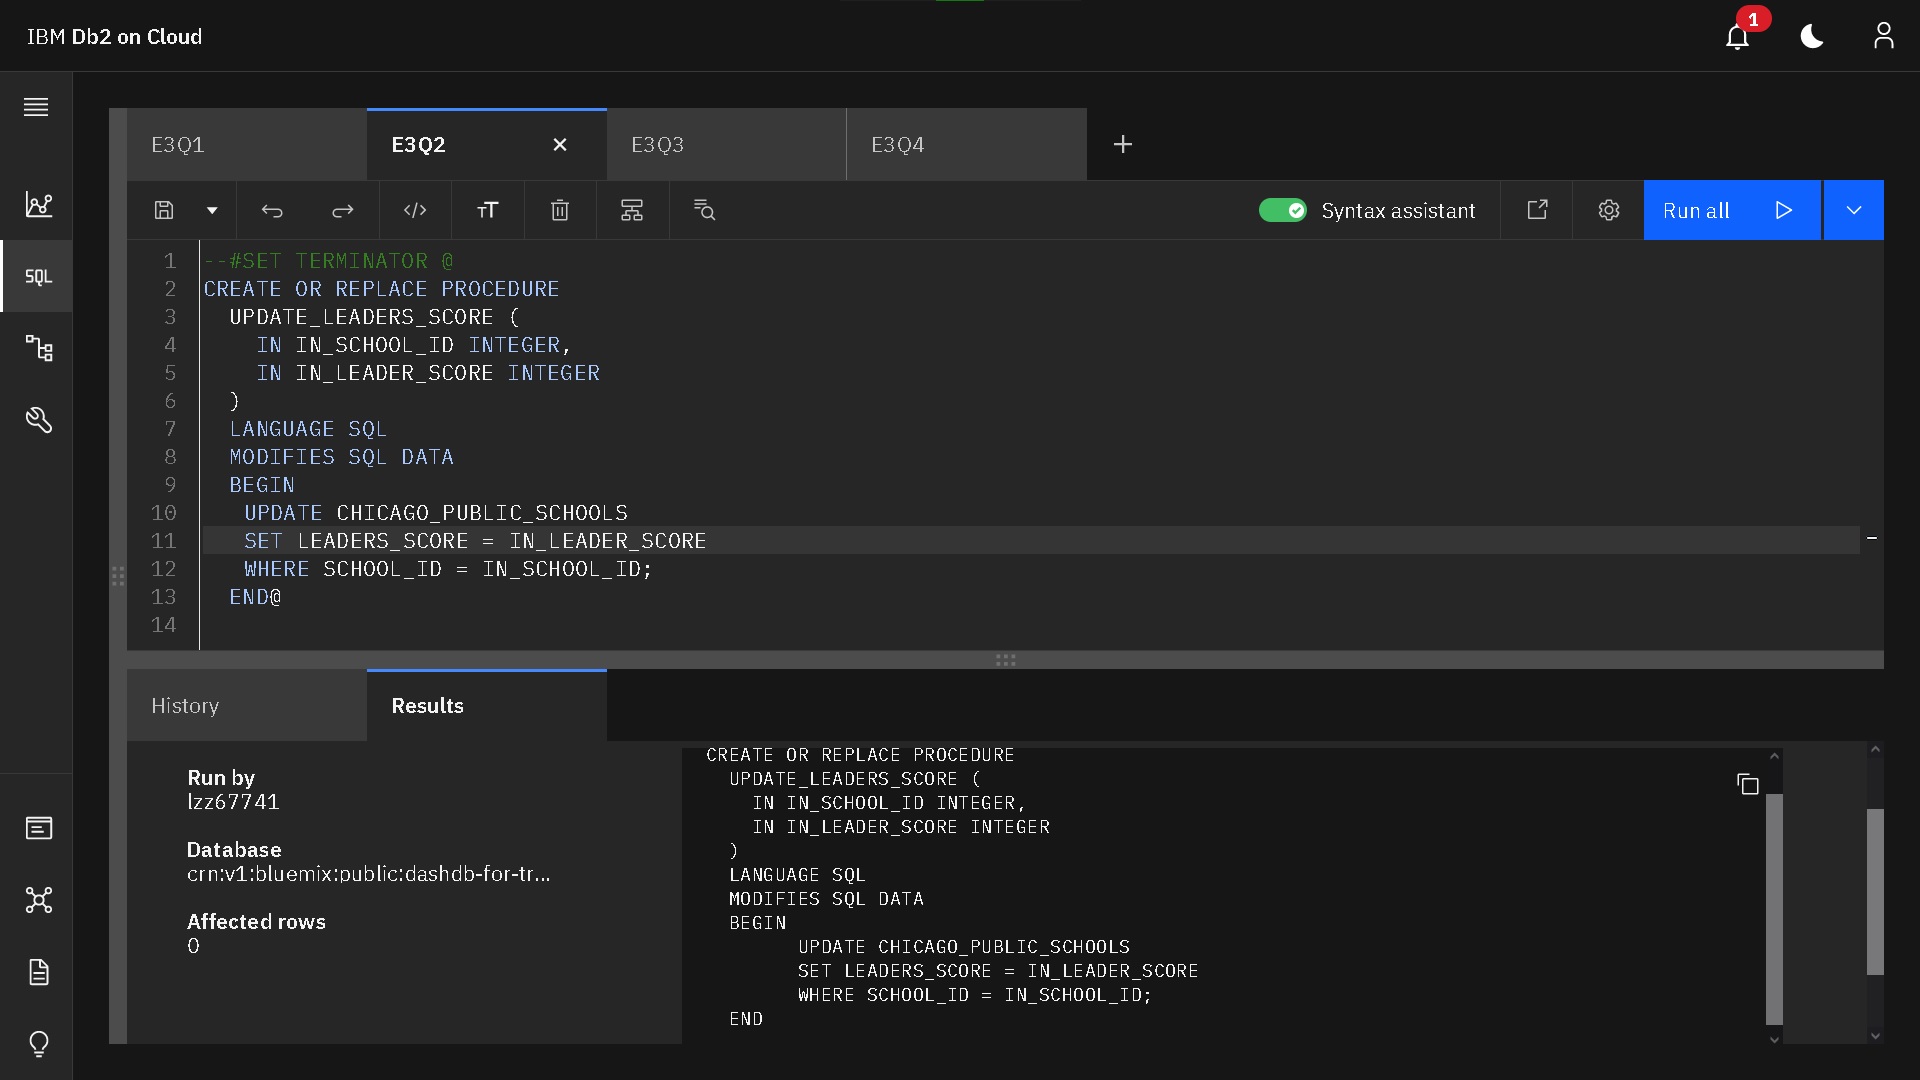 IBM Db2 on Cloud
1
E3Q1
E3Q2
E3Q3
E3Q4
SQL
Syntax assistant
Run all
1 --#SET TERMINATOR @
2 CREATE OR REPLACE PROCEDURE
3 UPDATE_LEADERS_SCORE (
4 IN IN_SCHOOL_ID INTEGER,
5 IN IN_LEADER_SCORE INTEGER
6 )
7 LANGUAGE SQL
8 MODIFIES SQL DATA
9 BEGIN
10 UPDATE CHICAGO_PUBLIC_SCHOOLS
11 SET LEADERS_SCORE = IN_LEADER_SCORE
12 WHERE SCHOOL_ID = IN_SCHOOL_ID;
13 END@
14
History
Results
Run by
lzz67741
Database
crn:v1:bluemix:public:dashdb-for-tr...
Affected rows
0
CREATE OR REPLACE PROCEDURE
UPDATE_LEADERS_SCORE (
IN IN_SCHOOL_ID INTEGER,
IN IN_LEADER_SCORE INTEGER
)
LANGUAGE SQL
MODIFIES SQL DATA
BEGIN
UPDATE CHICAGO_PUBLIC_SCHOOLS
SET LEADERS_SCORE = IN_LEADER_SCORE
WHERE SCHOOL_ID = IN_SCHOOL_ID;
END